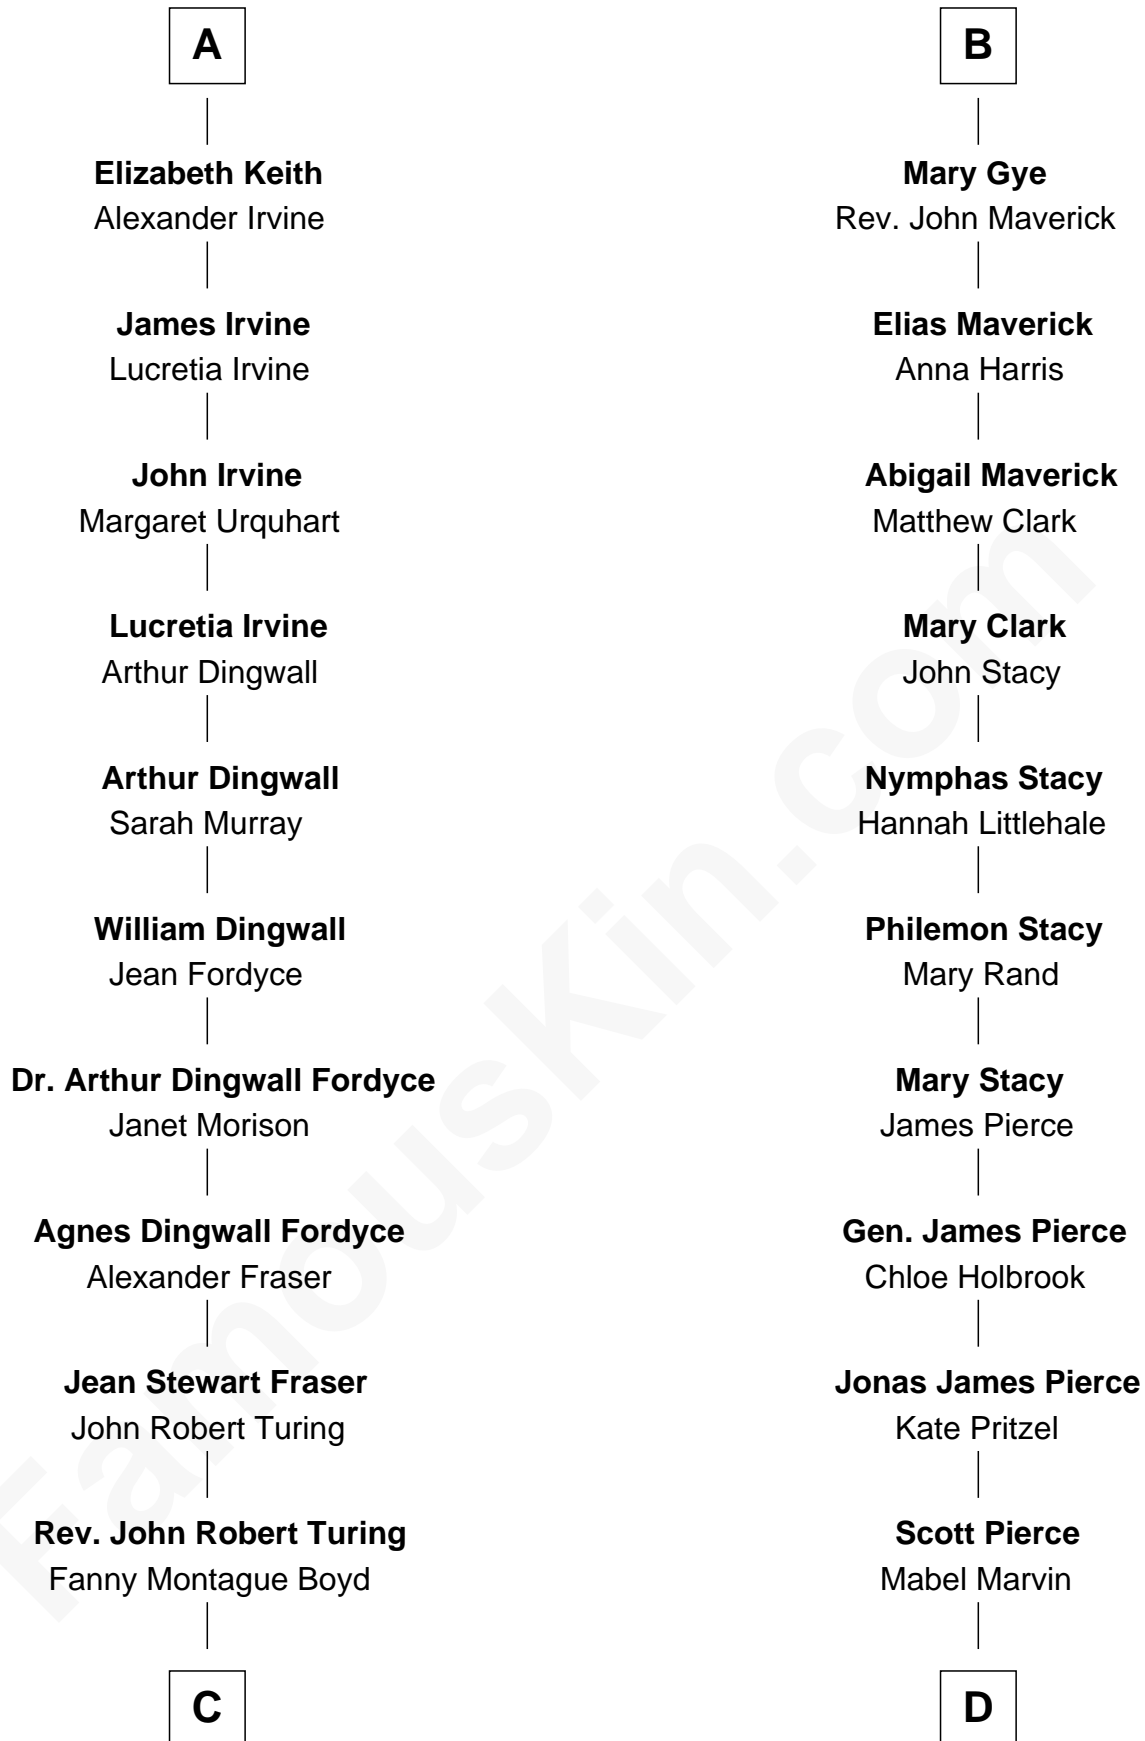 A
Elizabeth Keith
Alexander Irvine
James Irvine
Lucretia Irvine
John Irvine
Margaret Urquhart
Lucretia Irvine
Arthur Dingwall
Arthur Dingwall
Sarah Murray
William Dingwall
Jean Fordyce
Dr. Arthur Dingwall Fordyce
Janet Morison
Agnes Dingwall Fordyce
Alexander Fraser
Jean Stewart Fraser
John Robert Turing
Rev. John Robert Turing
Fanny Montague Boyd
C
B
Mary Gye
Rev. John Maverick
Elias Maverick
Anna Harris
Abigail Maverick
Matthew Clark
Mary Clark
John Stacy
Nymphas Stacy
Hannah Littlehale
Philemon Stacy
Mary Rand
Mary Stacy
James Pierce
Gen. James Pierce
Chloe Holbrook
Jonas James Pierce
Kate Pritzel
Scott Pierce
Mabel Marvin
D
FamousKin.com